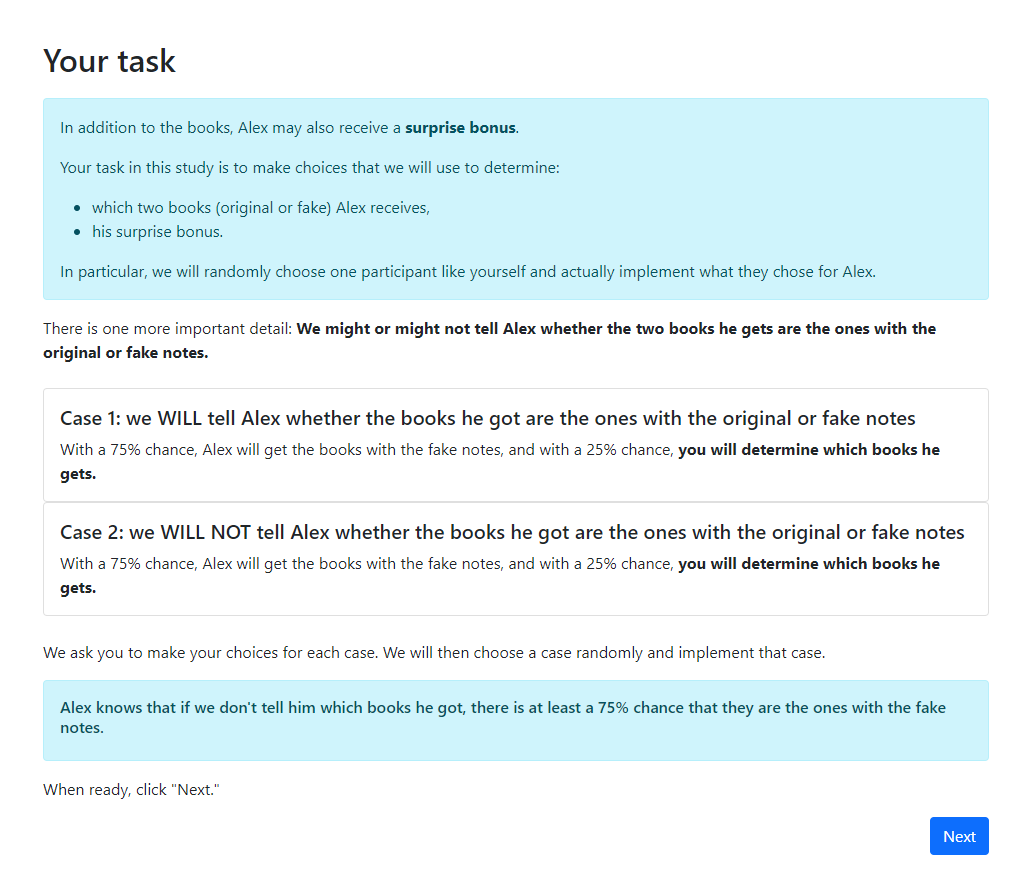 Your task
In addition to the books, Alex may also receive a surprise bonus.
Your task in this study is to make choices that we will use to determine:
• which two books (original or fake) Alex receives,
• his surprise bonus.
In particular, we will randomly choose one participant like yourself and actually implement what they chose for Alex.
There is one more important detail: We might or might not tell Alex whether the two books he gets are the ones with the
original or fake notes.
Case 1: we WILL tell Alex whether the books he got are the ones with the original or fake notes
With a 75% chance, Alex will get the books with the fake notes, and with a 25% chance, you will determine which books he
gets.
Case 2: we WILL NOT tell Alex whether the books he got are the ones with the original or fake notes
With a 75% chance, Alex will get the books with the fake notes, and with a 25% chance, you will determine which books he
gets.
We ask you to make your choices for each case. We will then choose a case randomly and implement that case.
Alex knows that if we don't tell him which books he got, there is at least a 75% chance that they are the ones with the fake
notes.
When ready, click "Next."
Next